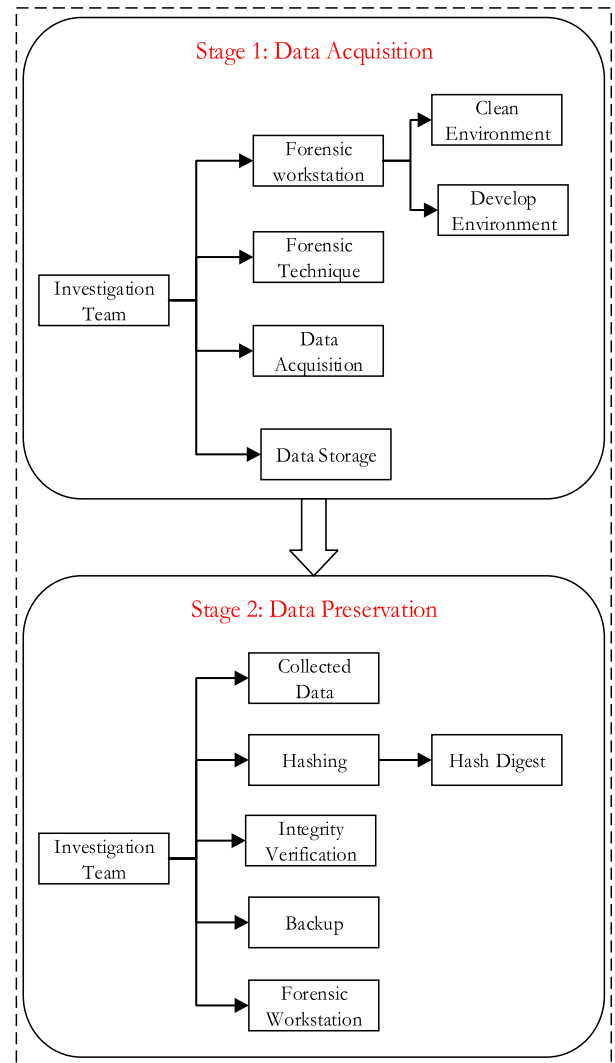 Stage 1: Data Acquisition
Clean
Environment
Forensic
workstation
Develop
Environment
Forensic
Technique
Investigation
Team
Data
Acquisition
Data Storage
Stage 2: Data Preservation
Collected
Data
Hashing
Hash Digest
Integrity
Verification
Investigation
Team
Backup
Forensic
Workstation